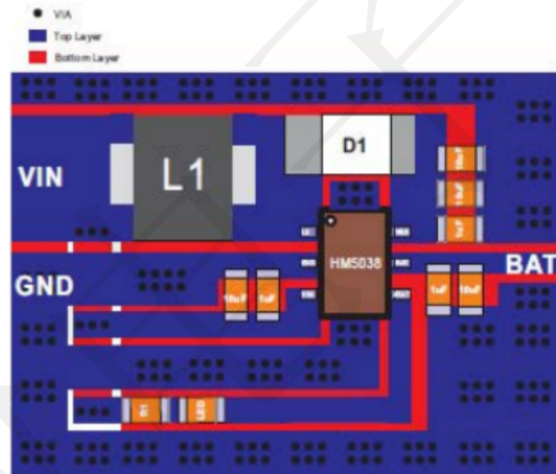 VIA
Top Layer
Bottom Layer
D1
L1
10uF
10uF
1uF
VIN
HM5038
BAT
GND
10uF
1uF
1uF
10uF
R1
LED